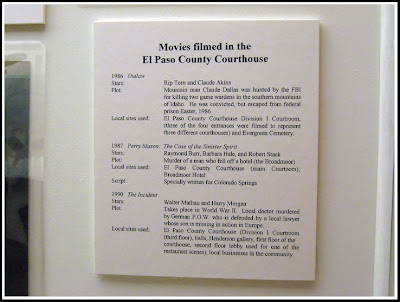 Movies filmed in the
El Paso County Courthouse
1986 Outlaw
Stars: Rip Torn and Claude Akins
Plot: Mountain man Claude Dallas was hunted by the FBI
for killing two game wardens in the southern mountains
of Idaho. He was convicted, but escaped from federal
prison Easter, 1986.
Local sites used: El Paso County Courthouse Division I Courtroom,
(three of the four entrances were filmed to represent
three different courthouses) and Evergreen Cemetery.
1987 Perry Mason: The Case of the Sinister Spirit
Stars: Raymond Burr, Barbara Hale, and Robert Stack
Plot: Murder of a man who fell off a hotel (the Broadmoor)
Local sites used: El Paso County Courthouse (main Courtroom);
Broadmoor Hotel
Script: Specially written for Colorado Springs
1990 The Incident
Stars: Walter Mathau and Harry Morgan
Plot: Takes place in World War II. Local doctor murdered
by German P.O.W. who is defended by a local lawyer
whose son is missing in action in Europe.
Local sites used: El Paso County Courthouse (Division I Courtroom
(third floor), halls, Henderson gallery, first floor of the
courthouse, second floor lobby used for one of the
restaurant scenes), local businesses in the community.